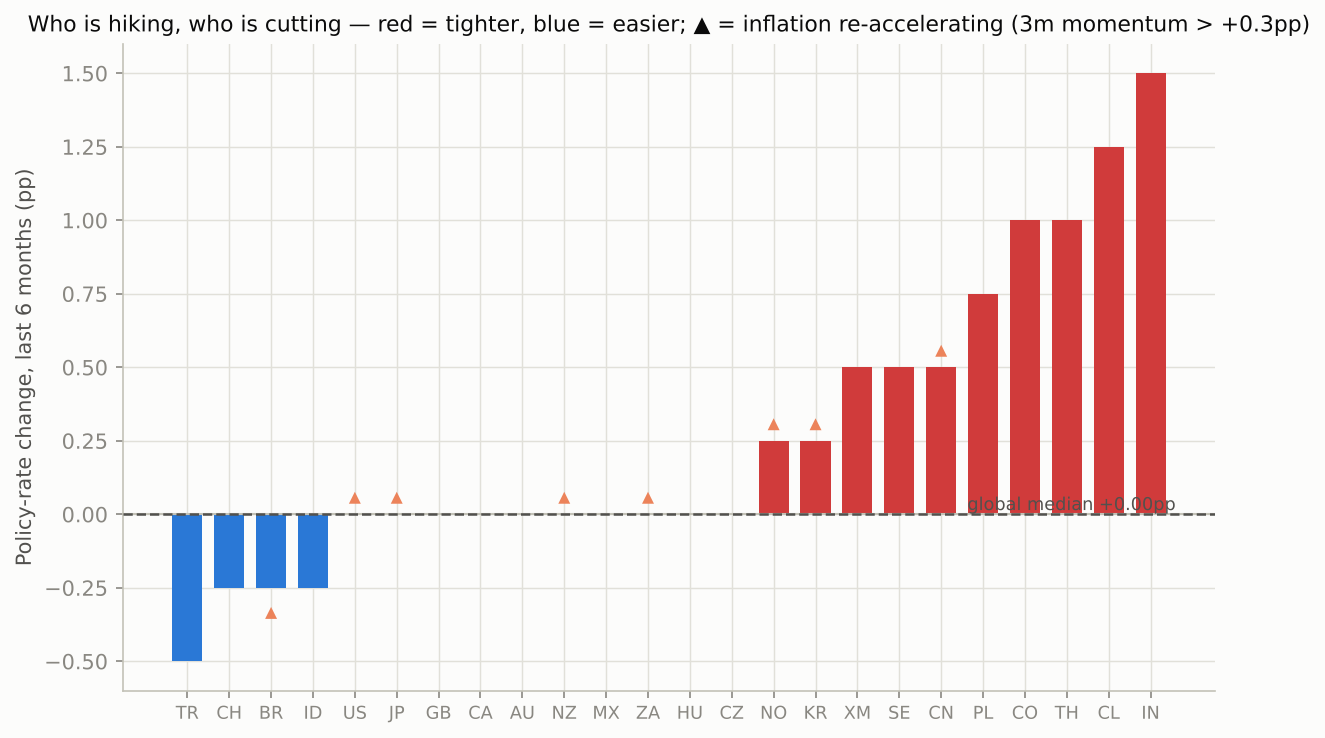 Who is hiking, who is cutting — red = tighter, blue = easier; ▲ = inflation re-accelerating (3m momentum > +0.3pp)
Policy-rate change, last 6 months (pp)
1.50
1.25
1.00
0.75
0.50
0.25
0.00
−0.25
−0.50
global median +0.00pp
TR CH BR ID US JP GB CA AU NZ MX ZA HU CZ NO KR XM SE CN PL CO TH CL IN